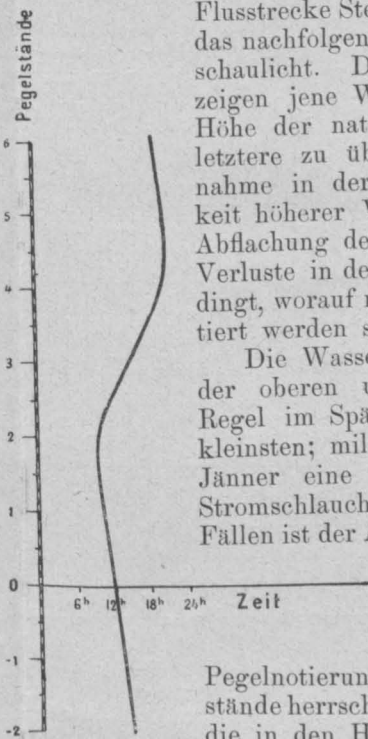 Pegelstände
6
5
4
3
2
1
0
-1
-2
6h 12h 18h 24h Zeit
Flusstrecke
das nachfolgen
schaulicht. D
zeigen jene W
Höhe der nat
letztere zu üb
nahme in der
keit höherer
Abflachung de
Verluste in de
dingt, worauf
tiert werden s
Die Wasse
der oberen u
Regel im Spä
kleinsten; mil
Jänner eine
Stromschlauch
Fällen ist der
Pegelnotierun
stände herrsch
die in den H